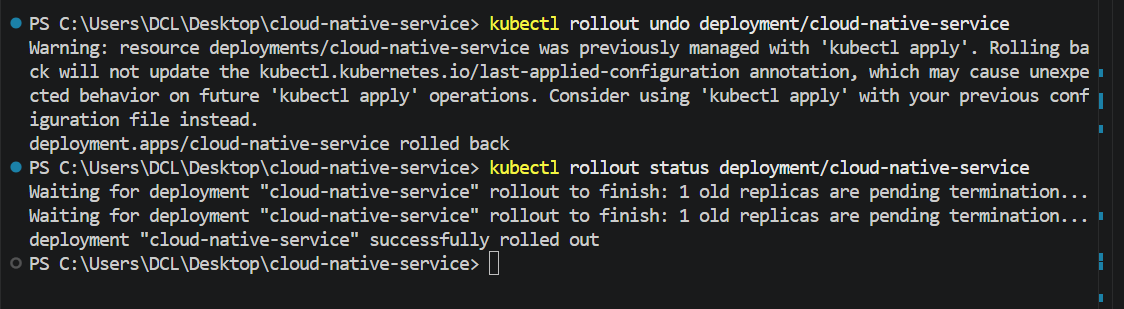 PS C:\Users\DCL\Desktop\cloud-native-service> kubectl rollout undo deployment/cloud-native-service
Warning: resource deployments/cloud-native-service was previously managed with 'kubectl apply'. Rolling ba
ck will not update the kubectl.kubernetes.io/last-applied-configuration annotation, which may cause unexpe
cted behavior on future 'kubectl apply' operations. Consider using 'kubectl apply' with your previous conf
iguration file instead.
deployment.apps/cloud-native-service rolled back
PS C:\Users\DCL\Desktop\cloud-native-service> kubectl rollout status deployment/cloud-native-service
Waiting for deployment "cloud-native-service" rollout to finish: 1 old replicas are pending termination...
Waiting for deployment "cloud-native-service" rollout to finish: 1 old replicas are pending termination...
deployment "cloud-native-service" successfully rolled out
PS C:\Users\DCL\Desktop\cloud-native-service>